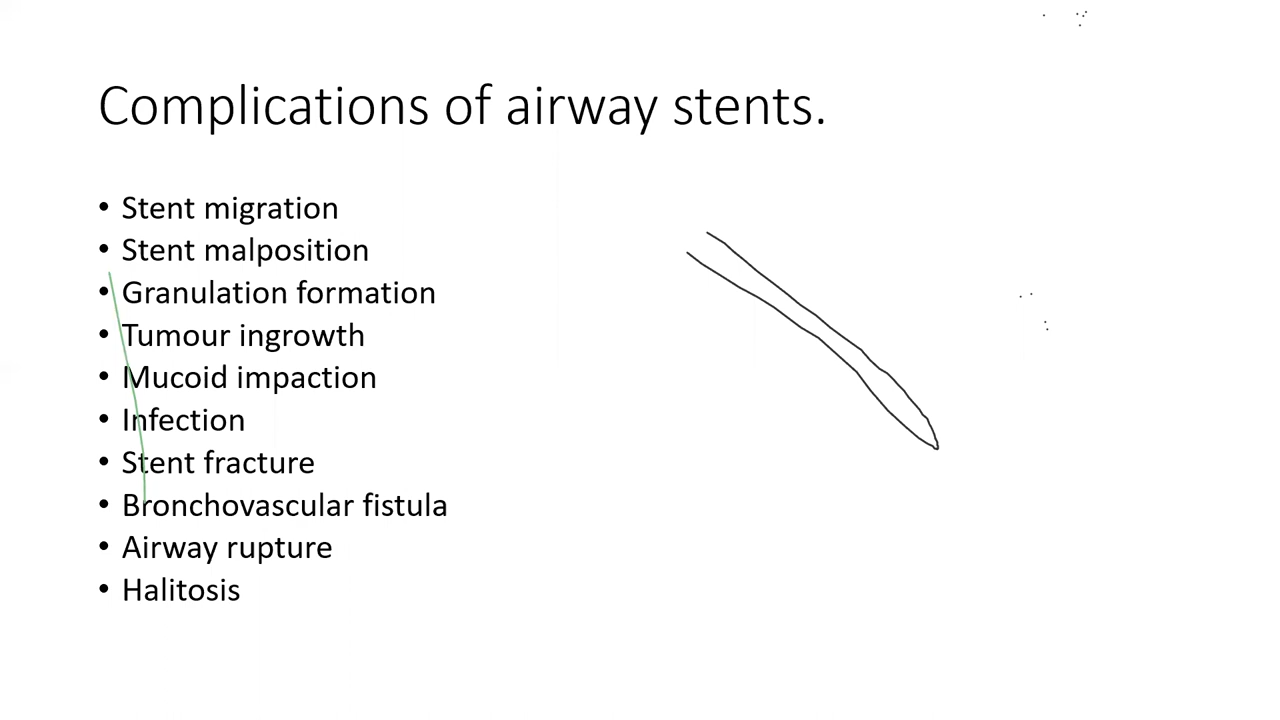 Complications of airway stents.
• Stent migration
• Stent malposition
• Granulation formation
• Tumour ingrowth
• Mucoid impaction
• Infection
• Stent fracture
• Bronchovascular fistula
• Airway rupture
• Halitosis